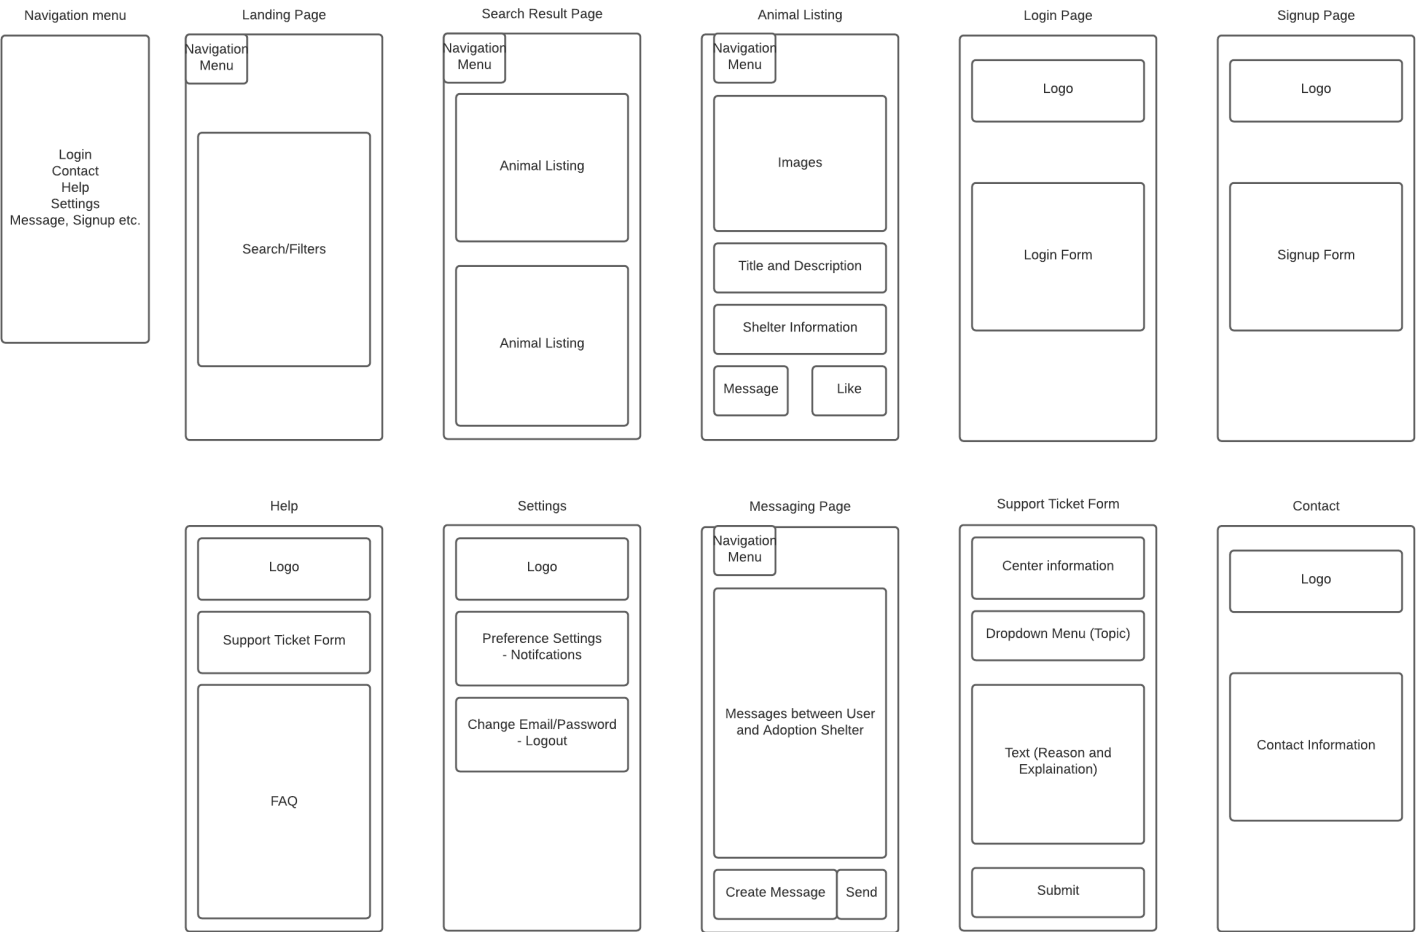 Navigation menu
Login
Contact
Help
Settings
Message, Signup etc.
Landing Page
Navigation
Menu
Search/Filters
Search Result Page
Navigation
Menu
Animal Listing
Animal Listing
Animal Listing
Navigation
Menu
Images
Title and Description
Shelter Information
Message
Like
Login Page
Logo
Login Form
Signup Page
Logo
Signup Form
Help
Logo
Support Ticket Form
FAQ
Settings
Logo
Preference Settings
- Notifcations
Change Email/Password
- Logout
Messaging Page
Navigation
Menu
Messages between User
and Adoption Shelter
Create Message
Send
Support Ticket Form
Center information
Dropdown Menu (Topic)
Text (Reason and
Explaination)
Submit
Contact
Logo
Contact Information